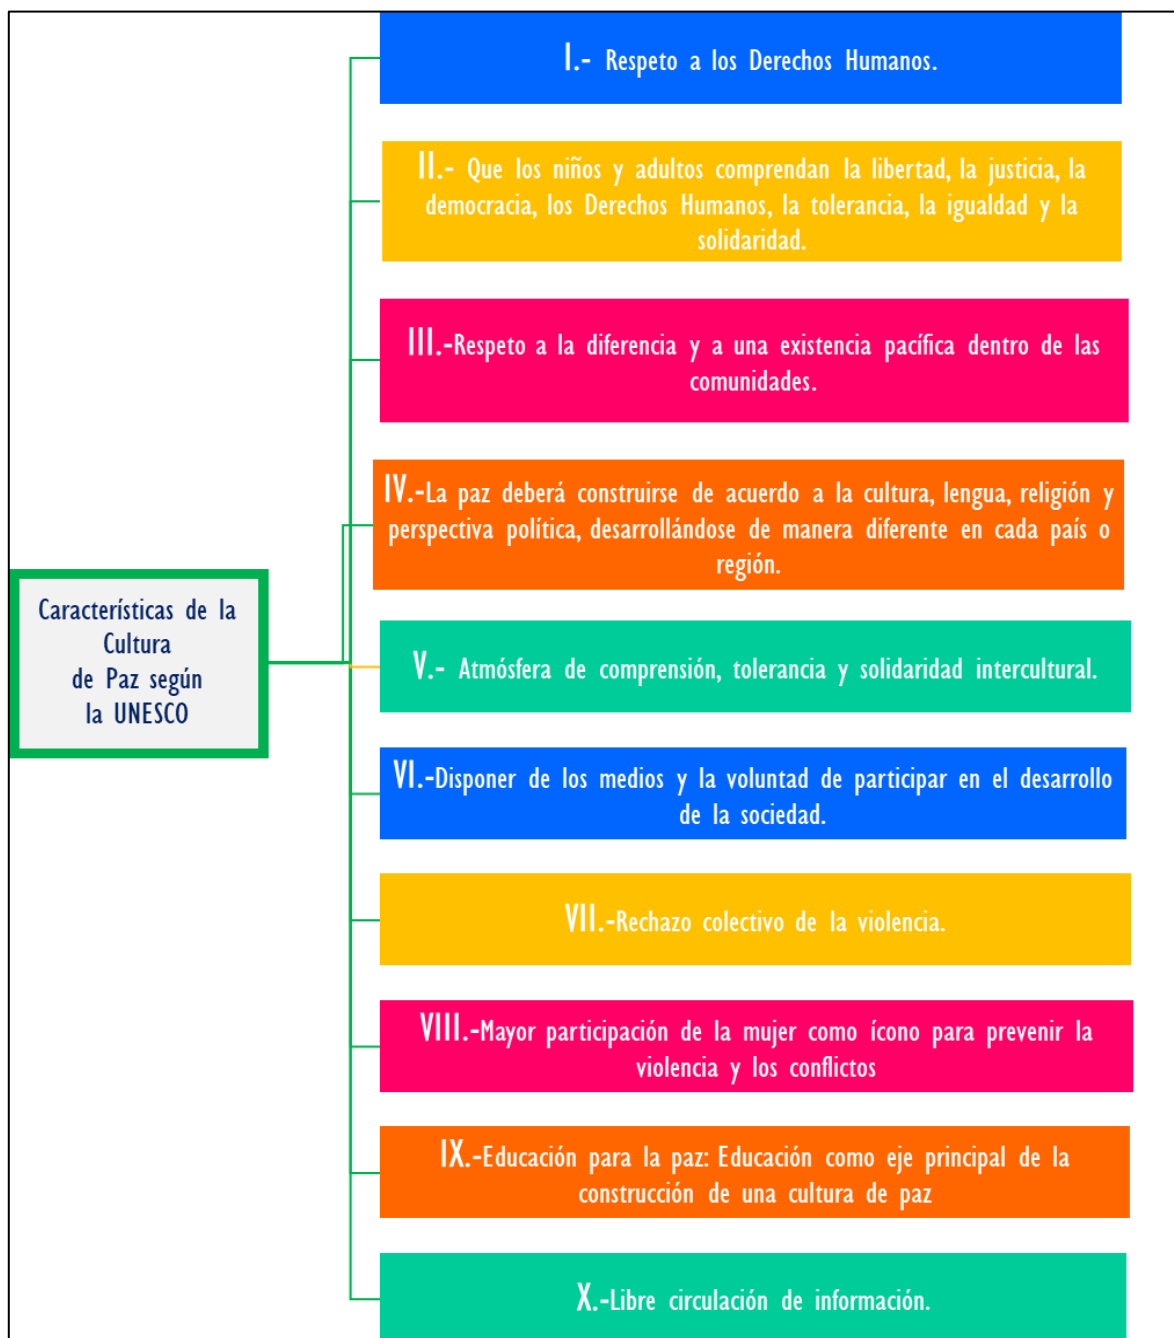 I.- Respeto a los Derechos Humanos.
II.- Que los niños y adultos comprendan la libertad, la justicia, la
democracia, los Derechos Humanos, la tolerancia, la igualdad y la
solidaridad.
III.-Respeto a la diferencia y a una existencia pacífica dentro de las
comunidades.
IV.-La paz deberá construirse de acuerdo a la cultura, lengua, religión y
perspectiva política, desarrollándose de manera diferente en cada país o
región.
Característícas de la
Cultura
de Paz según
la UNESCO
V.- Atmósfera de comprensión, tolerancia y solidaridad intercultural.
VI.-Disponer de los medios y la voluntad de participar en el desarrollo
de la sociedad.
VII.-Rechazo colectivo de la violencia.
VIII.-Mayor participación de la mujer como ícono para prevenir la
violencia y los conflictos
IX.-Educación para la paz: Educación como eje principal de la
construcción de una cultura de paz
X.-Libre circulación de información.